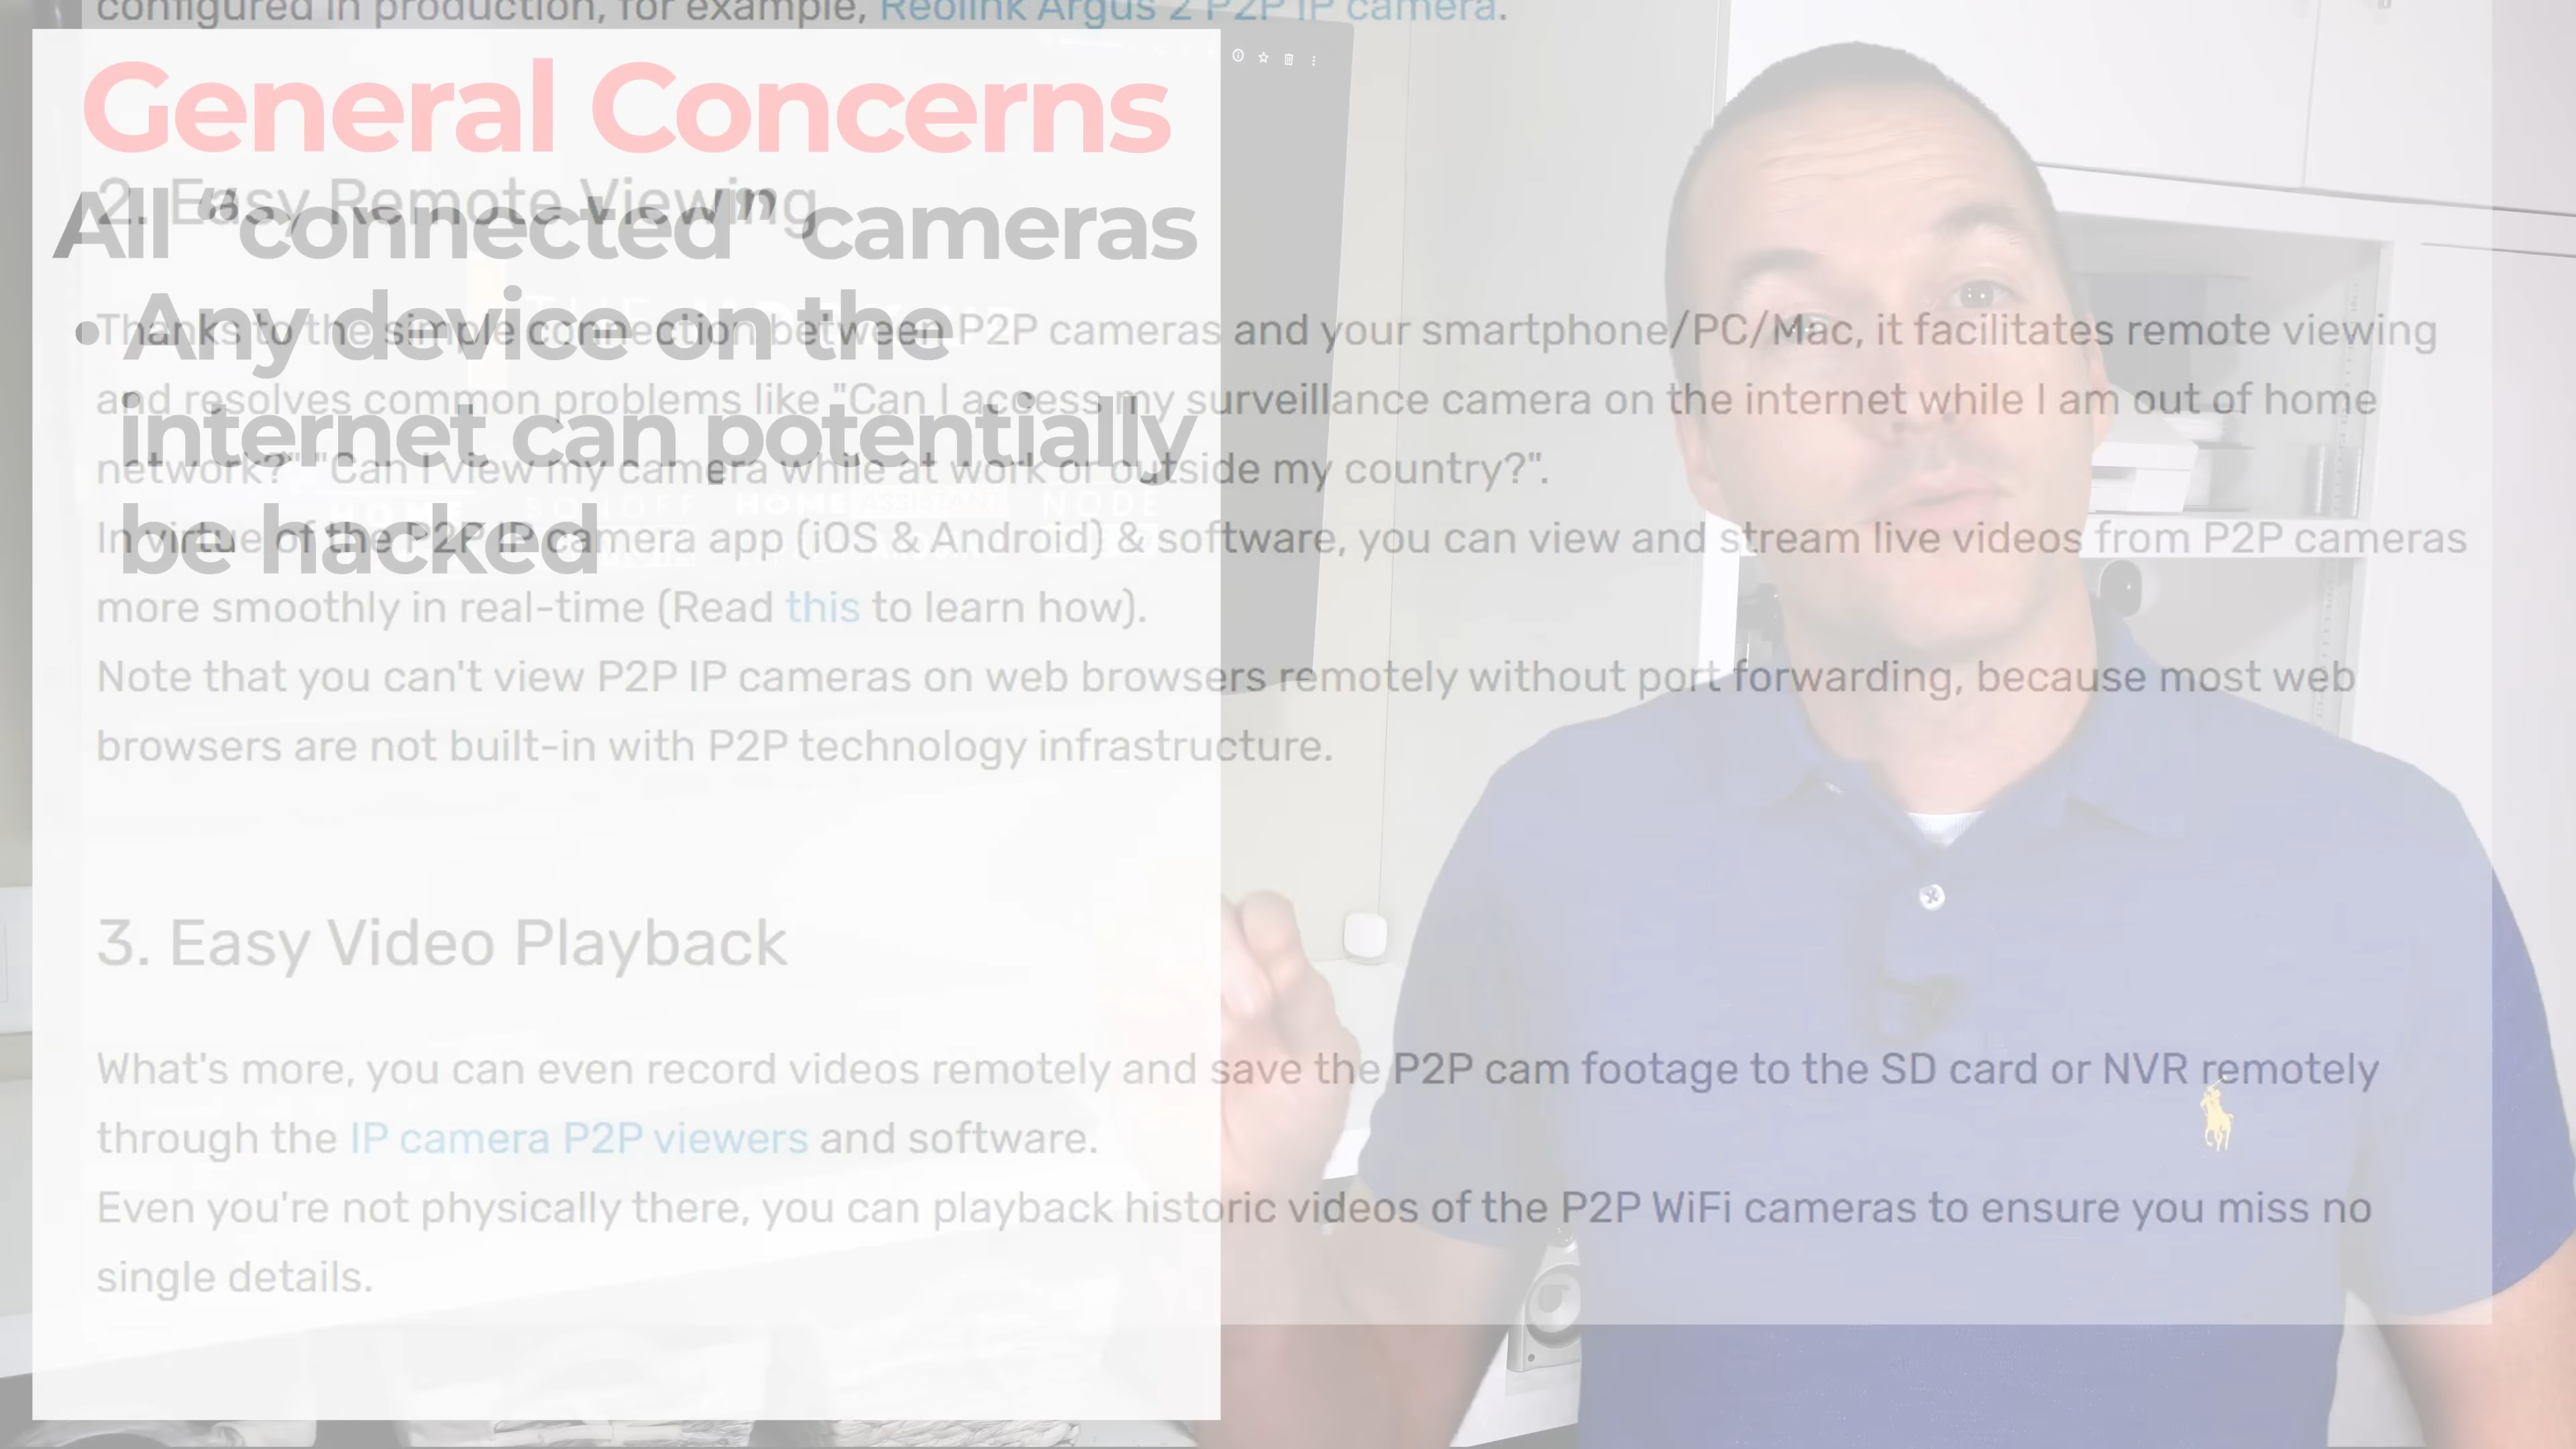 configured in production, for example, Reolink Argus 2 P2P IP camera.
General Concerns
All "connected" cameras
• Any device on the
internet can potentially
be hacked
2. Easy Remote Viewing
Thanks to the simple connection between P2P cameras and your smartphone/PC/Mac, it facilitates remote viewing
and resolves common problems like "Can I access my surveillance camera on the internet while I am out of home
network?" "Can I view my camera while at work or outside my country?".
In virtue of the P2P IP camera app (iOS & Android) & software, you can view and stream live videos from P2P cameras
more smoothly in real-time (Read this to learn how).
Note that you can't view P2P IP cameras on web browsers remotely without port forwarding, because most web
browsers are not built-in with P2P technology infrastructure.
HOME SONOFF HOME NODE
3. Easy Video Playback
What's more, you can even record videos remotely and save the P2P cam footage to the SD card or NVR remotely
through the IP camera P2P viewers and software.
Even you're not physically there, you can playback historic videos of the P2P WiFi cameras to ensure you miss no
single details.